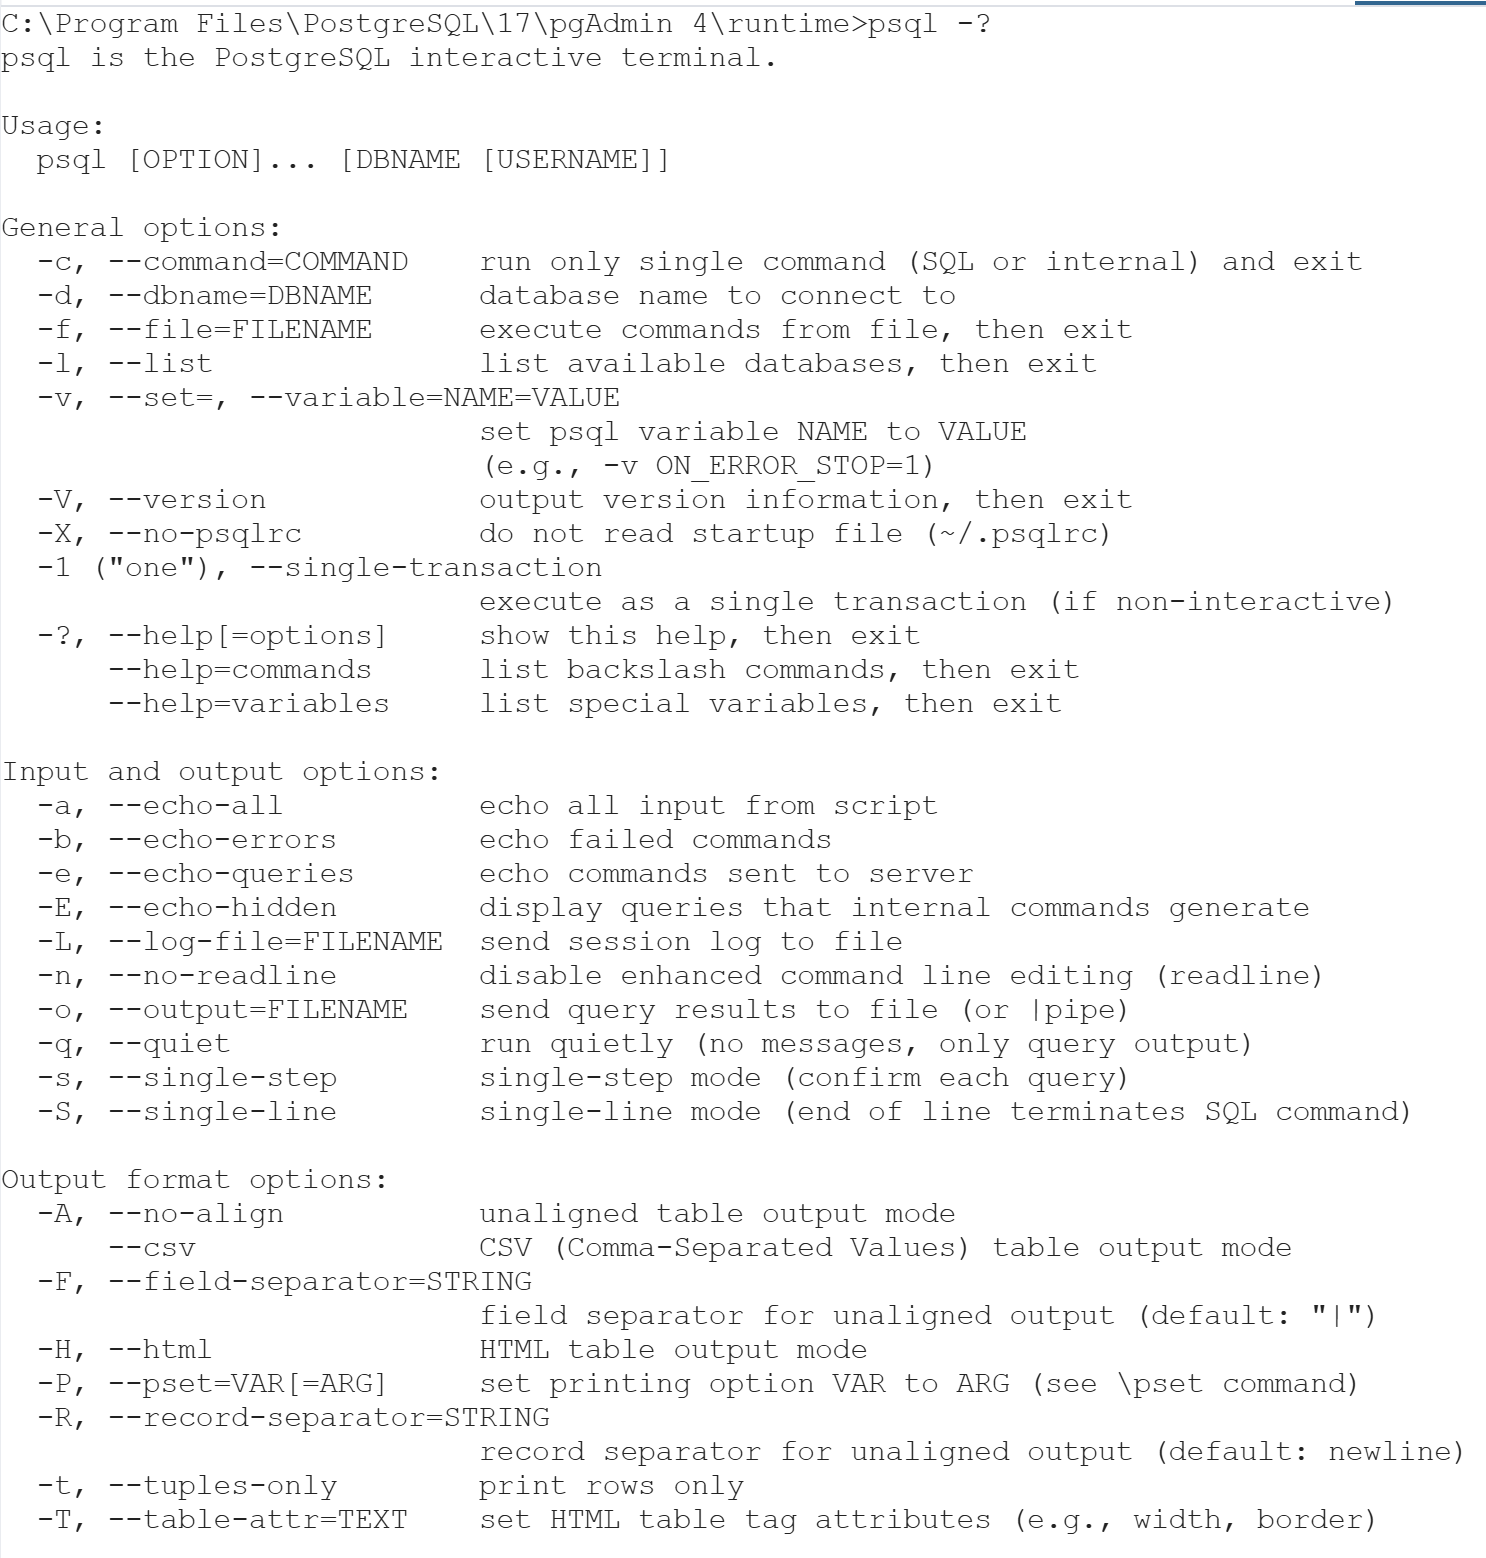 C:\Program Files\PostgreSQL\17\pgAdmin 4\runtime>psql -?
psql is the PostgreSQL interactive terminal.

Usage:
  psql [OPTION]... [DBNAME [USERNAME]]

General options:
  -c, --command=COMMAND    run only single command (SQL or internal) and exit
  -d, --dbname=DBNAME      database name to connect to
  -f, --file=FILENAME      execute commands from file, then exit
  -l, --list               list available databases, then exit
  -v, --set=, --variable=NAME=VALUE
                           set psql variable NAME to VALUE
                           (e.g., -v ON_ERROR_STOP=1)
  -V, --version            output version information, then exit
  -X, --no-psqlrc          do not read startup file (~/.psqlrc)
  -1 ("one"), --single-transaction
                           execute as a single transaction (if non-interactive)
  -?, --help[=options]     show this help, then exit
      --help=commands      list backslash commands, then exit
      --help=variables     list special variables, then exit

Input and output options:
  -a, --echo-all           echo all input from script
  -b, --echo-errors        echo failed commands
  -e, --echo-queries       echo commands sent to server
  -E, --echo-hidden        display queries that internal commands generate
  -L, --log-file=FILENAME  send session log to file
  -n, --no-readline        disable enhanced command line editing (readline)
  -o, --output=FILENAME    send query results to file (or |pipe)
  -q, --quiet              run quietly (no messages, only query output)
  -s, --single-step        single-step mode (confirm each query)
  -S, --single-line        single-line mode (end of line terminates SQL command)

Output format options:
  -A, --no-align           unaligned table output mode
      --csv                CSV (Comma-Separated Values) table output mode
  -F, --field-separator=STRING
                           field separator for unaligned output (default: "|")
  -H, --html               HTML table output mode
  -P, --pset=VAR[=ARG]     set printing option VAR to ARG (see \pset command)
  -R, --record-separator=STRING
                           record separator for unaligned output (default: newline)
  -t, --tuples-only        print rows only
  -T, --table-attr=TEXT    set HTML table tag attributes (e.g., width, border)